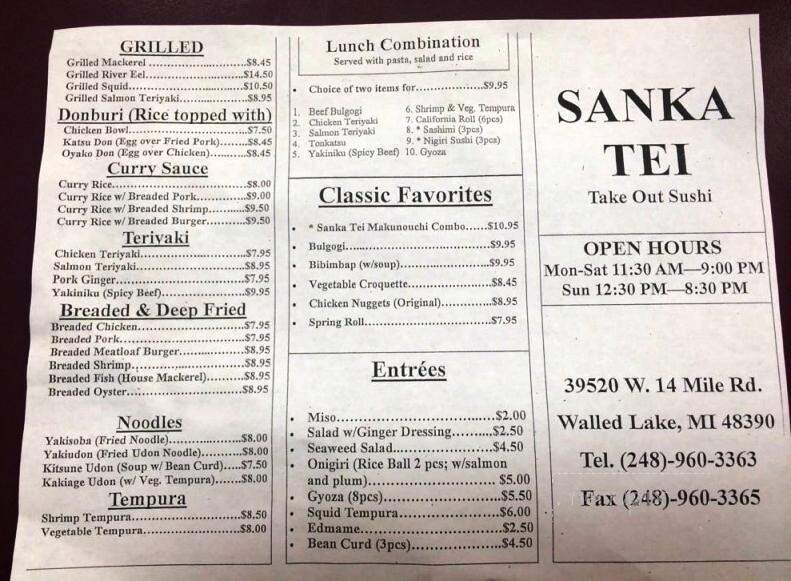 GRILLED
Grilled Mackerel ...........................$8.45
Grilled River Eel............................$14.50
Grilled Squid................................$10.50
Grilled Salmon Teriyaki.................$8.95
Donburi (Rice topped with)
Chicken Bowl...............................$7.50
Katsu Don (Egg over Fried Pork).......$8.45
Oyako Don (Egg over Chicken).........$8.45
Curry Sauce
Curry Rice....................................$8.00
Curry Rice w/ Breaded Pork............$9.00
Curry Rice w/ Breaded Shrimp.........$9.50
Curry Rice w/ Breaded Burger..........$9.50
Teriyaki
Chicken Teriyaki...........................$7.95
Salmon Teriyaki............................$8.95
Pork Ginger..................................$7.95
Yakiniku (Spicy Beef).....................$9.95
Breaded & Deep Fried
Breaded Chicken...........................$7.95
Breaded Pork................................$7.95
Breaded Meatloaf Burger................$8.95
Breaded Shrimp............................$8.95
Breaded Fish (House Mackerel)........$8.95
Breaded Oyster.............................$8.95
Noodles
Yakisoba (Fried Noodle).................$8.00
Yakiudon (Fried Udon Noodle)........$8.00
Kitsune Udon (Soup w/ Bean Curd)....$7.50
Kakiage Udon (w/ Veg. Tempura)......$8.00
Tempura
Shrimp Tempura...........................$8.50
Vegetable Tempura........................$8.00
Lunch Combination
Served with pasta, salad and rice
• Choice of two items for.................$9.95
1. Beef Bulgogi
2. Chicken Teriyaki
3. Salmon Teriyaki
4. Tonkatsu
5. Yakiniku (Spicy Beef)
6. Shrimp & Veg. Tempura
7. California Roll (6pcs)
8. * Sashimi (3pcs)
9. * Nigiri Sushi (3pcs)
10. Gyoza
Classic Favorites
• * Sanka Tei Makunouchi Combo......$10.95
• Bulgogi....................................$9.95
• Bibimbap (w/soup)......................$9.95
• Vegetable Croquette.....................$8.45
• Chicken Nuggets (Original)............$8.95
• Spring Roll................................$7.95
Entrées
• Miso.......................................$2.00
• Salad w/Ginger Dressing..........$2.50
• Seaweed Salad.........................$4.50
• Onigiri (Rice Ball 2 pcs; w/salmon
and plum)................................$5.00
• Gyoza (8pcs)............................$5.50
• Squid Tempura.........................$6.00
• Edmame..................................$2.50
• Bean Curd (3pcs)......................$4.50
SANKA
TEI
Take Out Sushi
OPEN HOURS
Mon-Sat 11:30 AM—9:00 PM
Sun 12:30 PM—8:30 PM
39520 W. 14 Mile Rd.
Walled Lake, MI 48390
Tel. (248)-960-3363
Fax (248)-960-3365